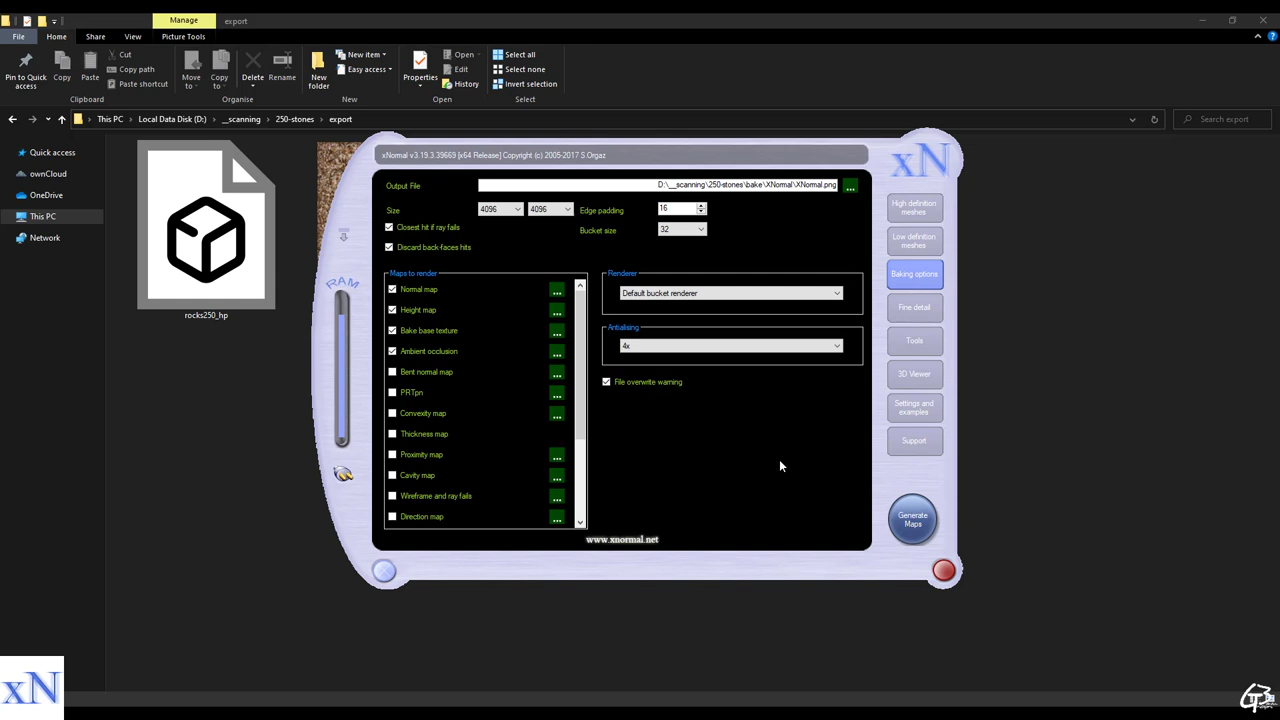 Manage
export
File
Home
Share
View
Picture Tools
Pin to Quick access
Copy
Paste
Cut
Copy path
Paste shortcut
Clipboard
Move to
Copy to
Delete
Rename
Organise
New folder
New item
Easy access
New
Properties
Open
Edit
History
Open
Select all
Select none
Invert selection
Select
This PC > Local Data Disk (D:) > __scanning > 250-stones > export
Search export
Quick access
ownCloud
OneDrive
This PC
Network
rocks250_hp
xNormal v3.19.3.39669 [x64 Release] Copyright (c) 2005-2017 S.Orgaz
xN
Output File
D:\__scanning\250-stones\bake\XNormal\XNormal.png
...
Size
4096
4096
Edge padding
16
Closest hit if ray fails
Bucket size
32
Discard back-faces hits
RAM
Maps to render
Normal map
...
Height map
...
Bake base texture
...
Ambient occlusion
...
Bent normal map
...
PRTpn
...
Convexity map
...
Thickness map
Proximity map
...
Cavity map
...
Wireframe and ray fails
...
Direction map
...
Renderer
Default bucket renderer
Antialising
4x
File overwrite warning
High definition meshes
Low definition meshes
Baking options
Fine detail
Tools
3D Viewer
Settings and examples
Support
Generate Maps
www.xnormal.net
xN